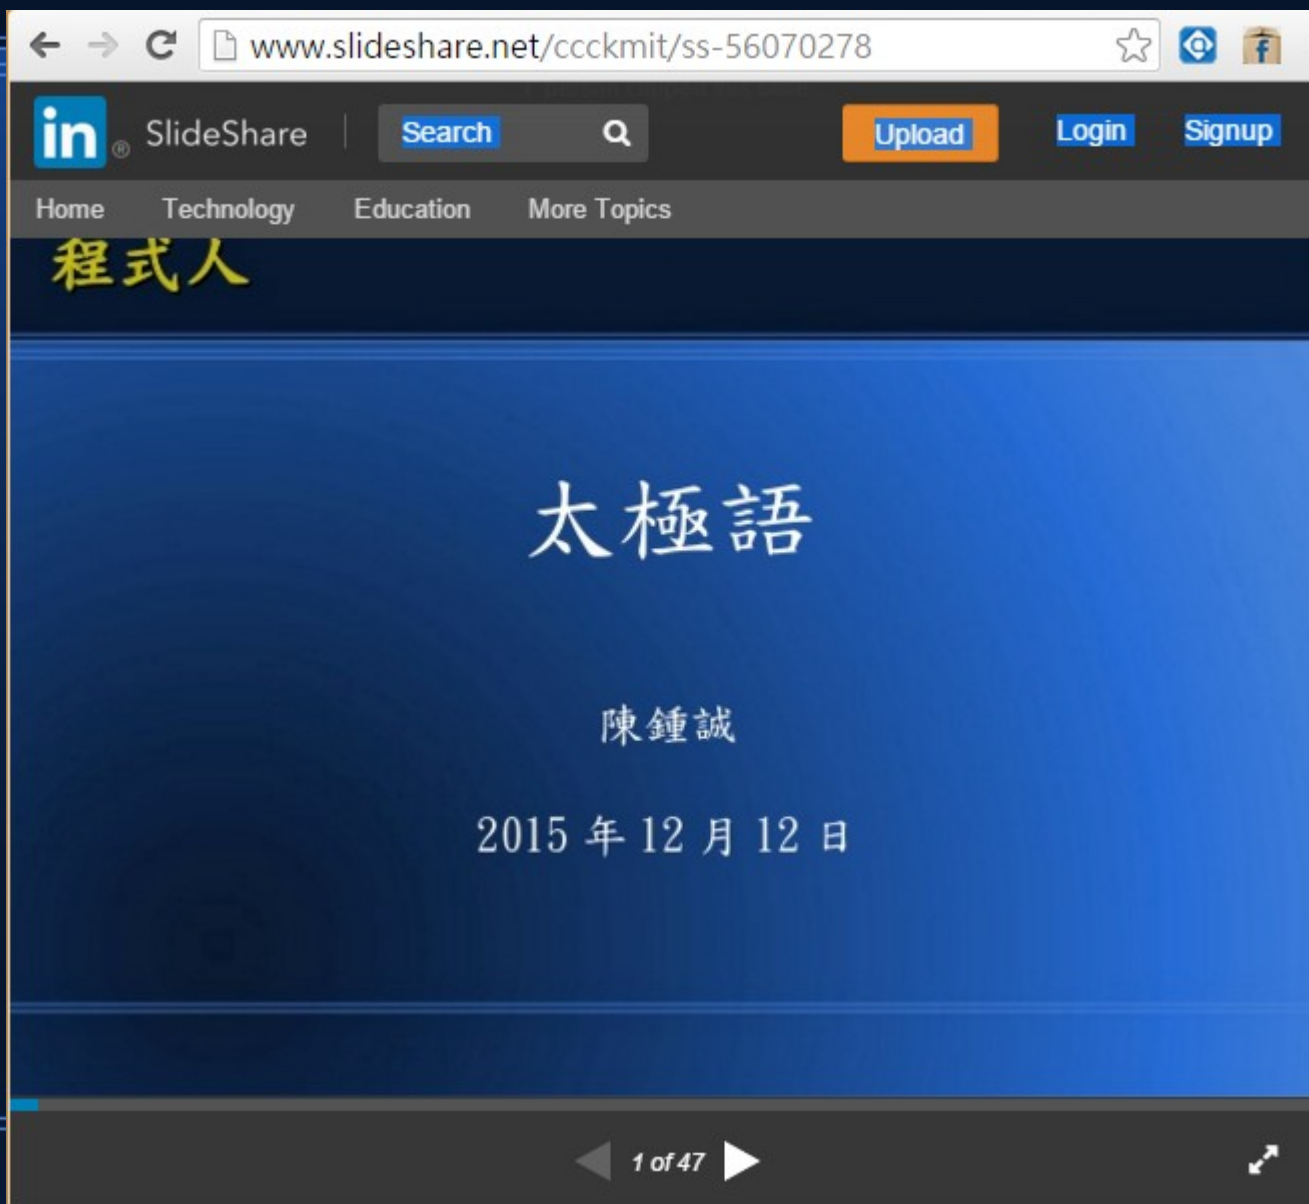 www.slideshare.net/ccckmit/ss-56070278
in® SlideShare Search Upload Login Signup
Home Technology Education More Topics
程式人
太極語
陳鍾誠
2015 年 12 月 12 日
1 of 47